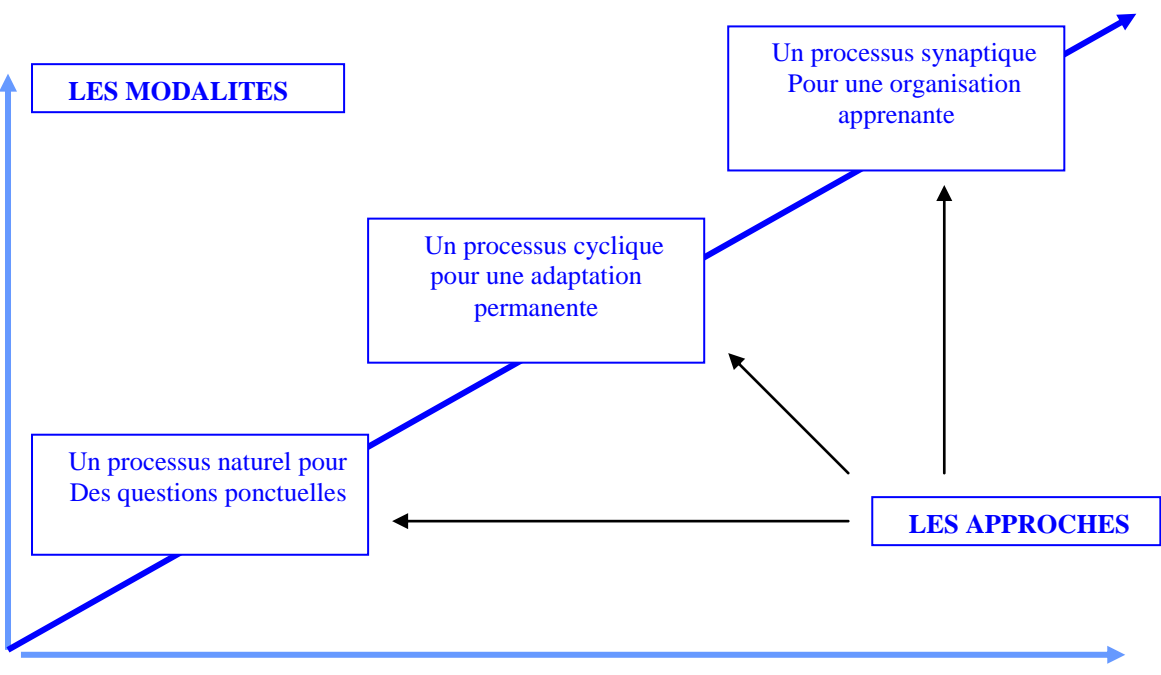 Un processus synaptique
Pour une organisation
apprenante
LES MODALITES
Un processus cyclique
pour une adaptation
permanente
Un processus naturel pour
Des questions ponctuelles
LES APPROCHES